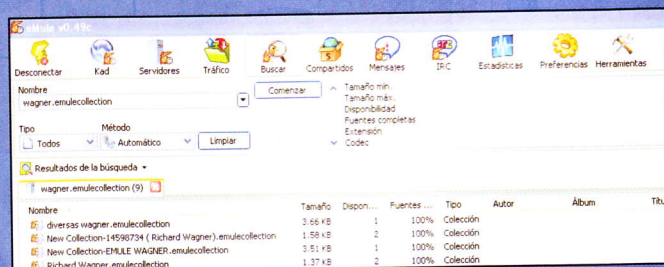 eMule v0.49c
Desconectar Kad Servidores Tráfico Buscar Compartidos Mensajes IRC Estadísticas Preferencias Herramientas
Nombre
wagner.emulecollection
Comenzar
Tamaño mín.
Tamaño máx.
Disponibilidad
Fuentes completas
Extensión
Codec
Tipo Método
Todos Automático Limpiar
Resultados de la búsqueda
wagner.emulecollection (9)
Nombre Tamaño Dispon... Fuentes ... Tipo Autor Álbum
diversas wagner.emulecollection 3.66 KB 1 100% Colección
New Collection-14598734 ( Richard Wagner).emulecollection 1.58 KB 2 100% Colección
New Collection-EMULE WAGNER.emulecollection 3.51 KB 1 100% Colección
Richard Wagner.emulecollection 1.37 KB 2 100% Colección